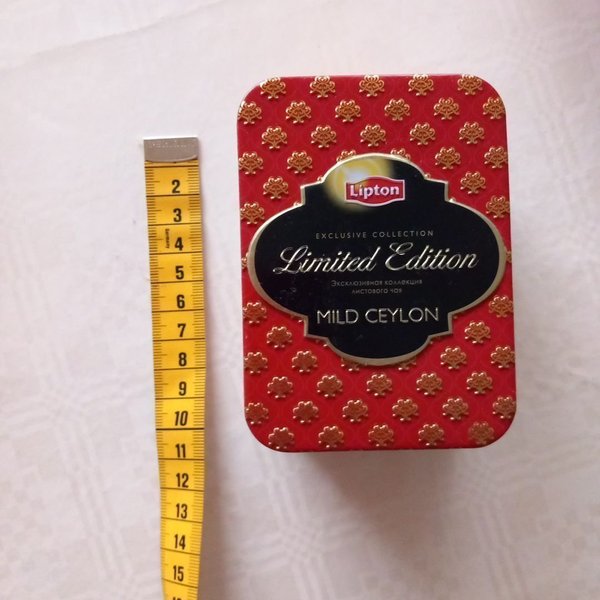 2
3
4
5
6
7
8
9
10
11
12
13
14
15
Lipton
EXCLUSIVE COLLECTION
Limited Edition
Эксклюзивная коллекция
листового чая
MILD CEYLON